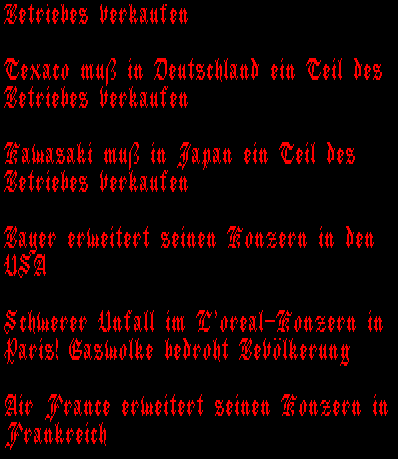 Betriebes verkaufen
Texaco muß in Deutschland ein Teil des
Betriebes verkaufen
Kawasaki muß in Japan ein Teil des
Betriebes verkaufen
Bayer erweitert seinen Konzern in den
USA
Schwerer Unfall im L'oreal-Konzern in
Paris! Gaswolke bedroht Bevölkerung
Air France erweitert seinen Konzern in
Frankreich